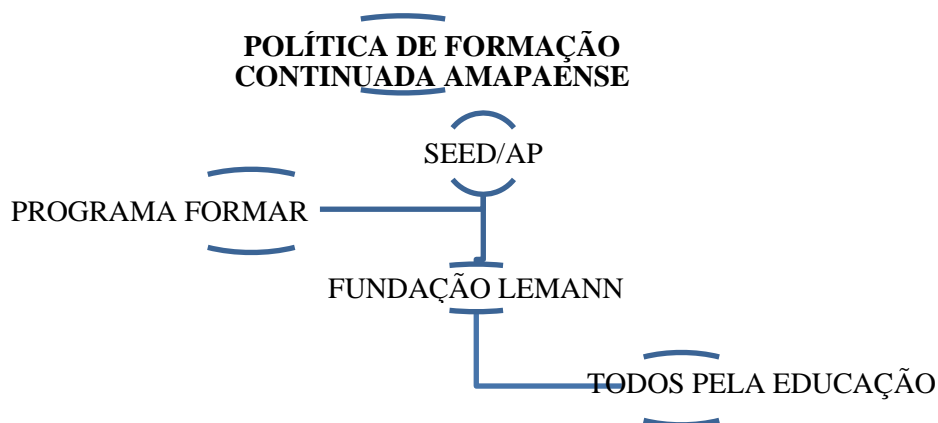 POLÍTICA DE FORMAÇÃO
CONTINUADA AMAPAENSE
SEED/AP
PROGRAMA FORMAR
FUNDAÇÃO LEMANN
TODOS PELA EDUCAÇÃO